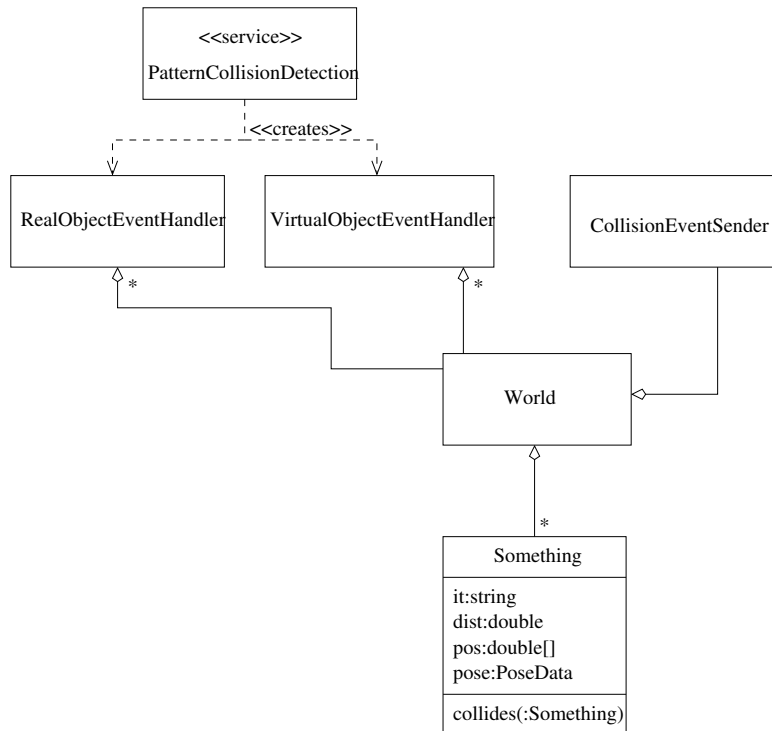 <<service>>
PatternCollisionDetection
<<creates>>
RealObjectEventHandler
VirtualObjectEventHandler
CollisionEventSender
*
*
World
*
Something
it:string
dist:double
pos:double[]
pose:PoseData
collides(:Something)